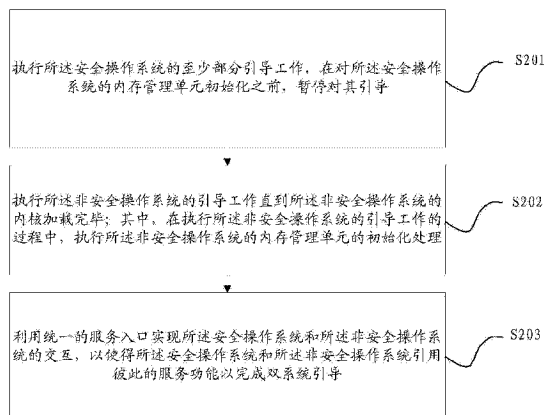 执行所述安全操作系统的至少部分引导工作，在对所述安全操作
系统的内存管理单元初始化之前，暂停对其引导
S201
执行所述非安全操作系统的引导工作直到所述非安全操作系统的
内核加载完毕；其中，在执行所述非安全操作系统的引导工作的
过程中，执行所述非安全操作系统的内存管理单元的初始化处理
S202
利用统一的服务入口实现所述安全操作系统和所述非安全操作系
统的交互，以使得所述安全操作系统和所述非安全操作系统引用
彼此的服务功能以完成双系统引导
S203